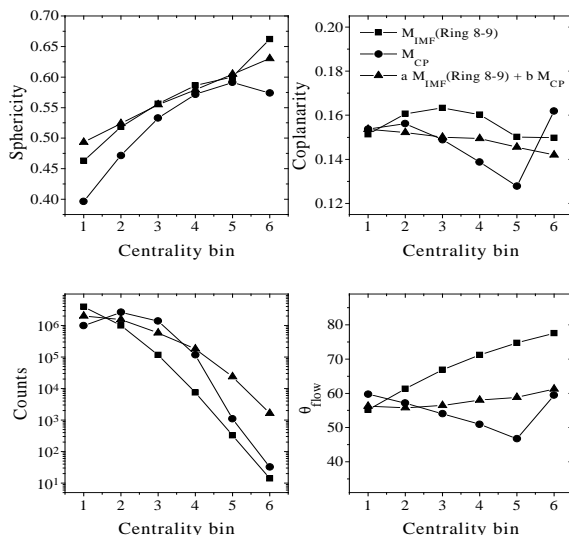 0.70
0.65
0.60
0.55
0.50
0.45
0.40
Sphericity
1 2 3 4 5 6
Centrality bin
0.20
0.18
0.16
0.14
0.12
Coplanarity
M_IMF(Ring 8-9)
M_CP
a M_IMF(Ring 8-9) + b M_CP
1 2 3 4 5 6
Centrality bin
10^6
10^5
10^4
10^3
10^2
10^1
Counts
1 2 3 4 5 6
Centrality bin
80
70
60
50
40
θ_flow
1 2 3 4 5 6
Centrality bin